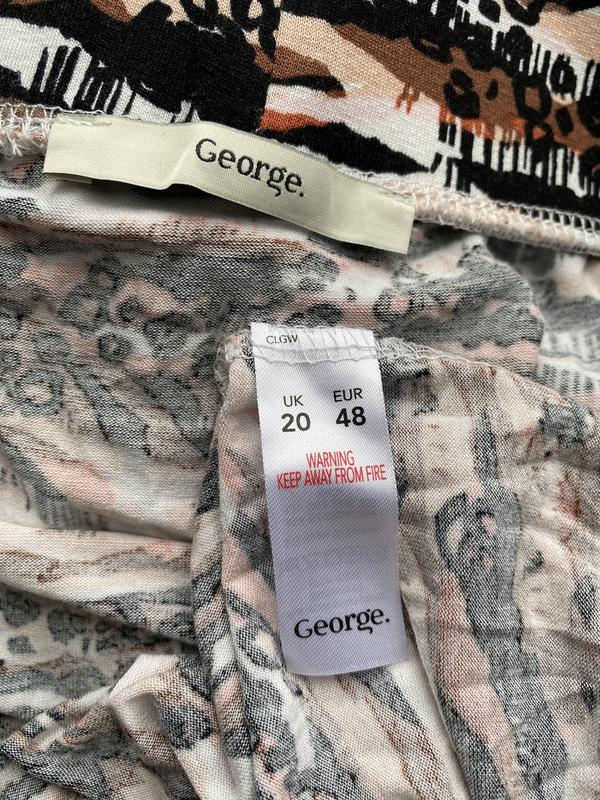 George.
CLGW
UK EUR
20 48
WARNING
KEEP AWAY FROM FIRE
George.